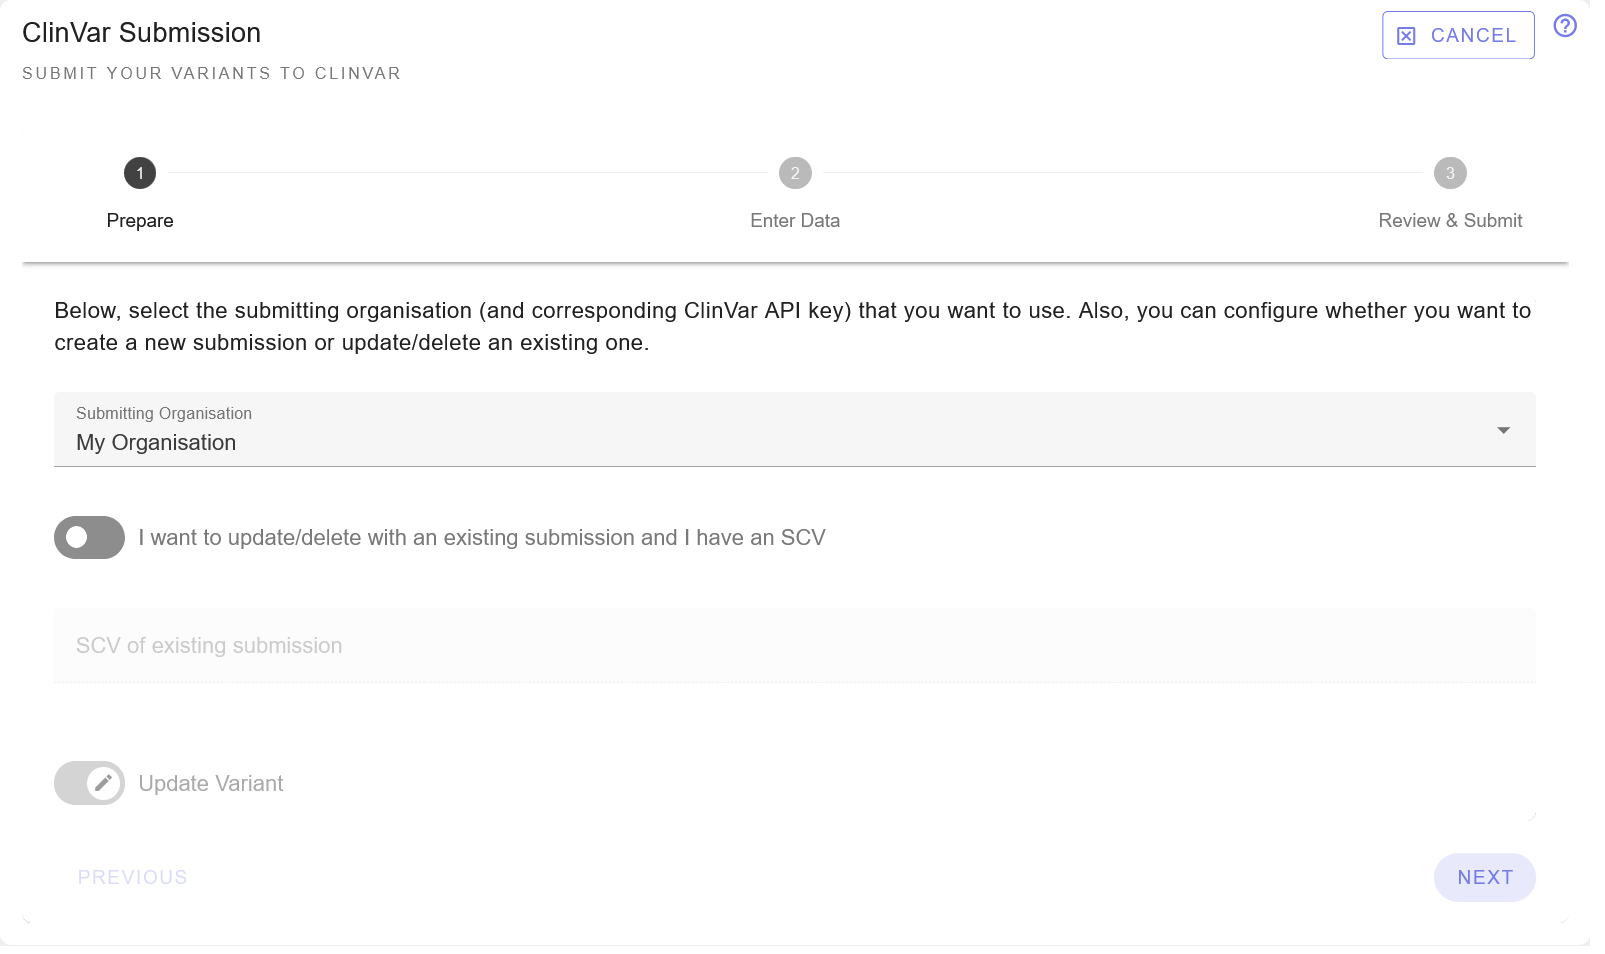 ClinVar Submission
CANCEL
SUBMIT YOUR VARIANTS TO CLINVAR
1
2
3
Prepare
Enter Data
Review & Submit
Below, select the submitting organisation (and corresponding ClinVar API key) that you want to use. Also, you can configure whether you want to
create a new submission or update/delete an existing one.
Submitting Organisation
My Organisation
I want to update/delete with an existing submission and I have an SCV
SCV of existing submission
Update Variant
PREVIOUS
NEXT